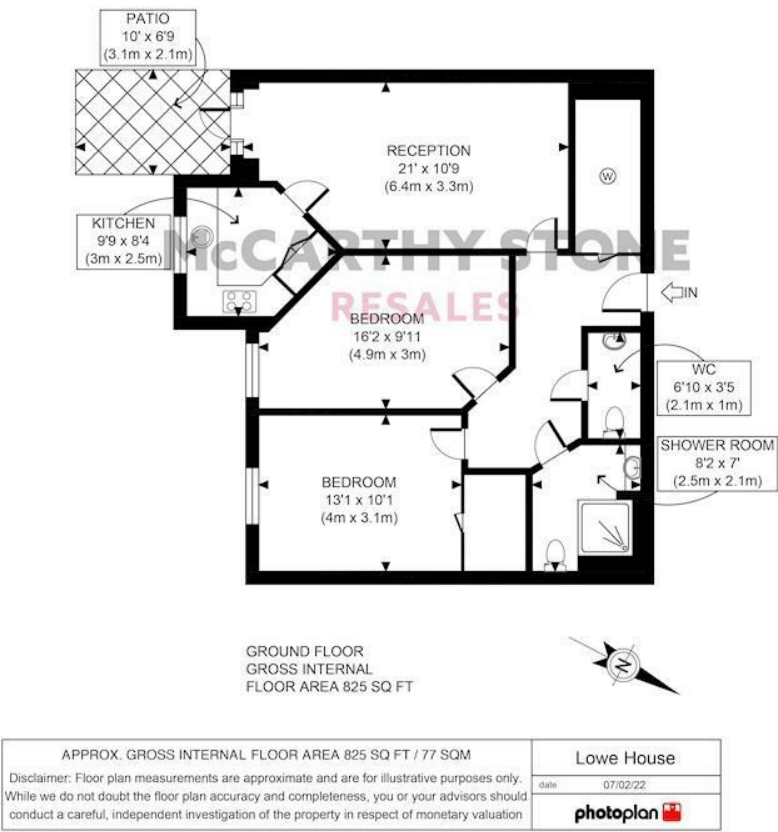 PATIO
10' x 6'9
(3.1m x 2.1m)
RECEPTION
21' x 10'9
(6.4m x 3.3m)
W
KITCHEN
9'9 x 8'4
(3m x 2.5m)
McCARTHY STONE
RESALES
IN
BEDROOM
16'2 x 9'11
(4.9m x 3m)
WC
6'10 x 3'5
(2.1m x 1m)
SHOWER ROOM
8'2 x 7'
(2.5m x 2.1m)
BEDROOM
13'1 x 10'1
(4m x 3.1m)
GROUND FLOOR
GROSS INTERNAL
FLOOR AREA 825 SQ FT
N
APPROX. GROSS INTERNAL FLOOR AREA 825 SQ FT / 77 SQM
Disclaimer: Floor plan measurements are approximate and are for illustrative purposes only.
While we do not doubt the floor plan accuracy and completeness, you or your advisors should
conduct a careful, independent investigation of the property in respect of monetary valuation
Lowe House
date 07/02/22
photoplan